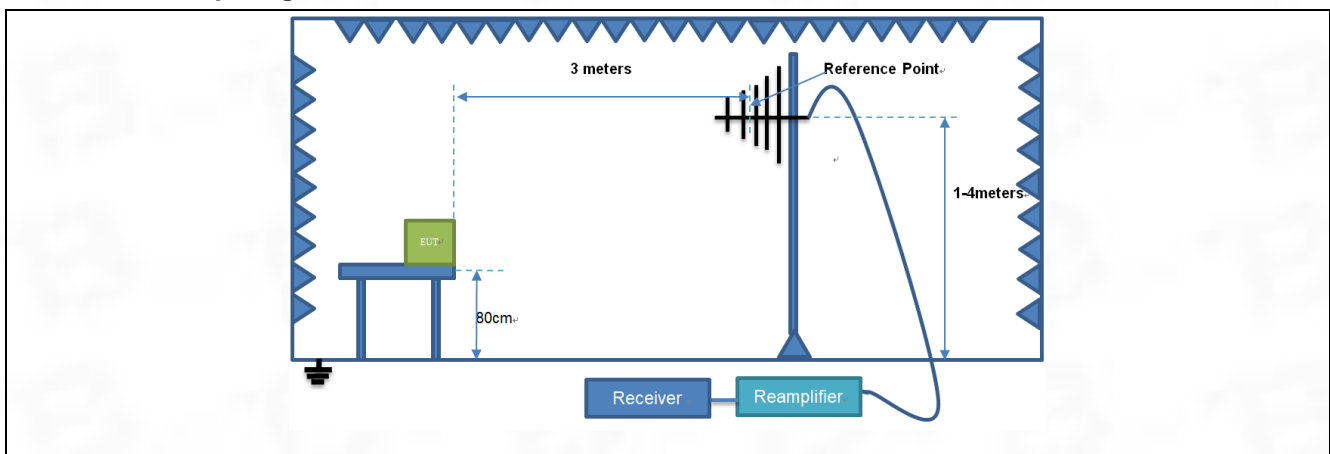 3 meters
Reference Point
1-4meters
EUT
80cm
Receiver
Reamplifier